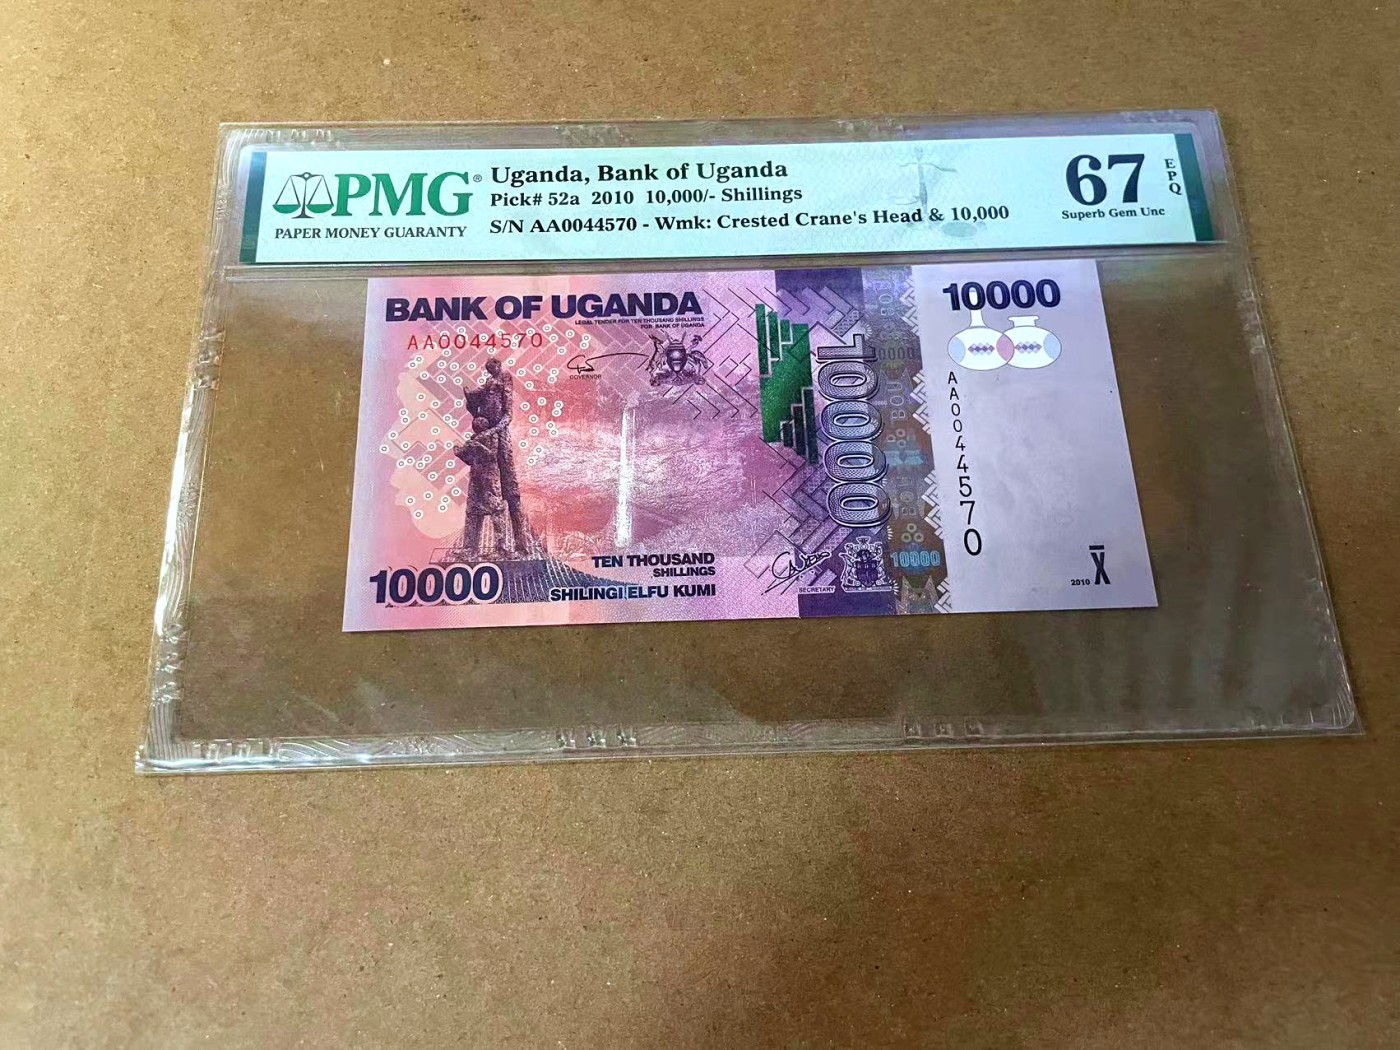 PMG®
PAPER MONEY GUARANTY
Uganda, Bank of Uganda
Pick# 52a 2010 10,000/- Shillings
S/N AA0044570 - Wmk: Crested Crane's Head & 10,000
67
EPQ
Superb Gem Unc
BANK OF UGANDA
LEGAL TENDER FOR TEN THOUSAND SHILLINGS
FOR BANK OF UGANDA
AA0044570
GOVERNOR
10000
TEN THOUSAND
SHILLINGS
SHILINGI ELFU KUMI
10000
SECRETARY
10000
10000
10000
AA0044570
2010
X